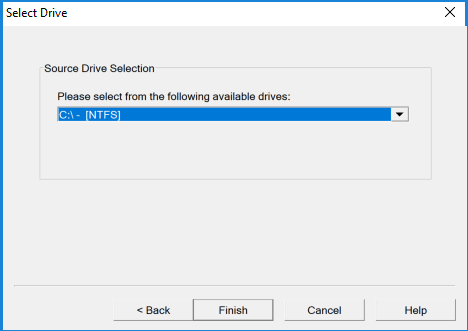 Select Drive
Source Drive Selection
Please select from the following available drives:
C:\ - [NTFS]
< Back
Finish
Cancel
Help